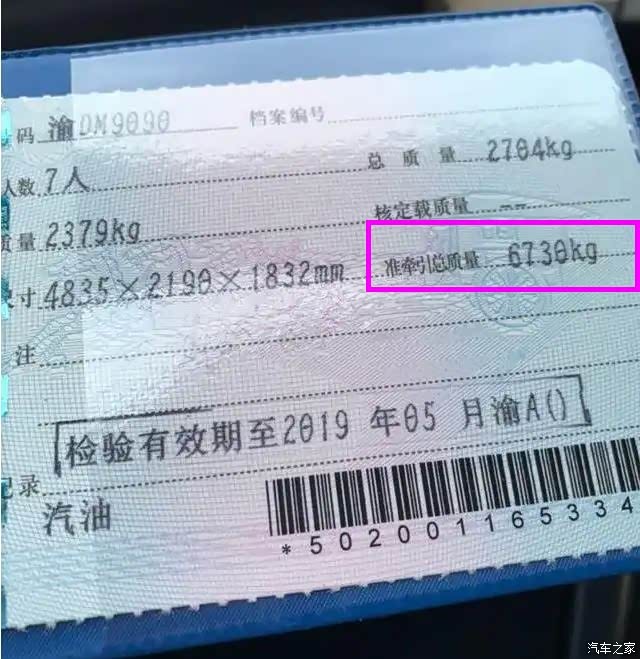 码 渝DM9090 档案编号
人数 7人 总质量 2704kg
核定载质量 --
质量 2379kg
准牵引总质量 6730kg
尺寸 4835×2190×1832mm
注
检验有效期至2019年05月渝A()
记录
汽油
*50200116 5334
汽车之家